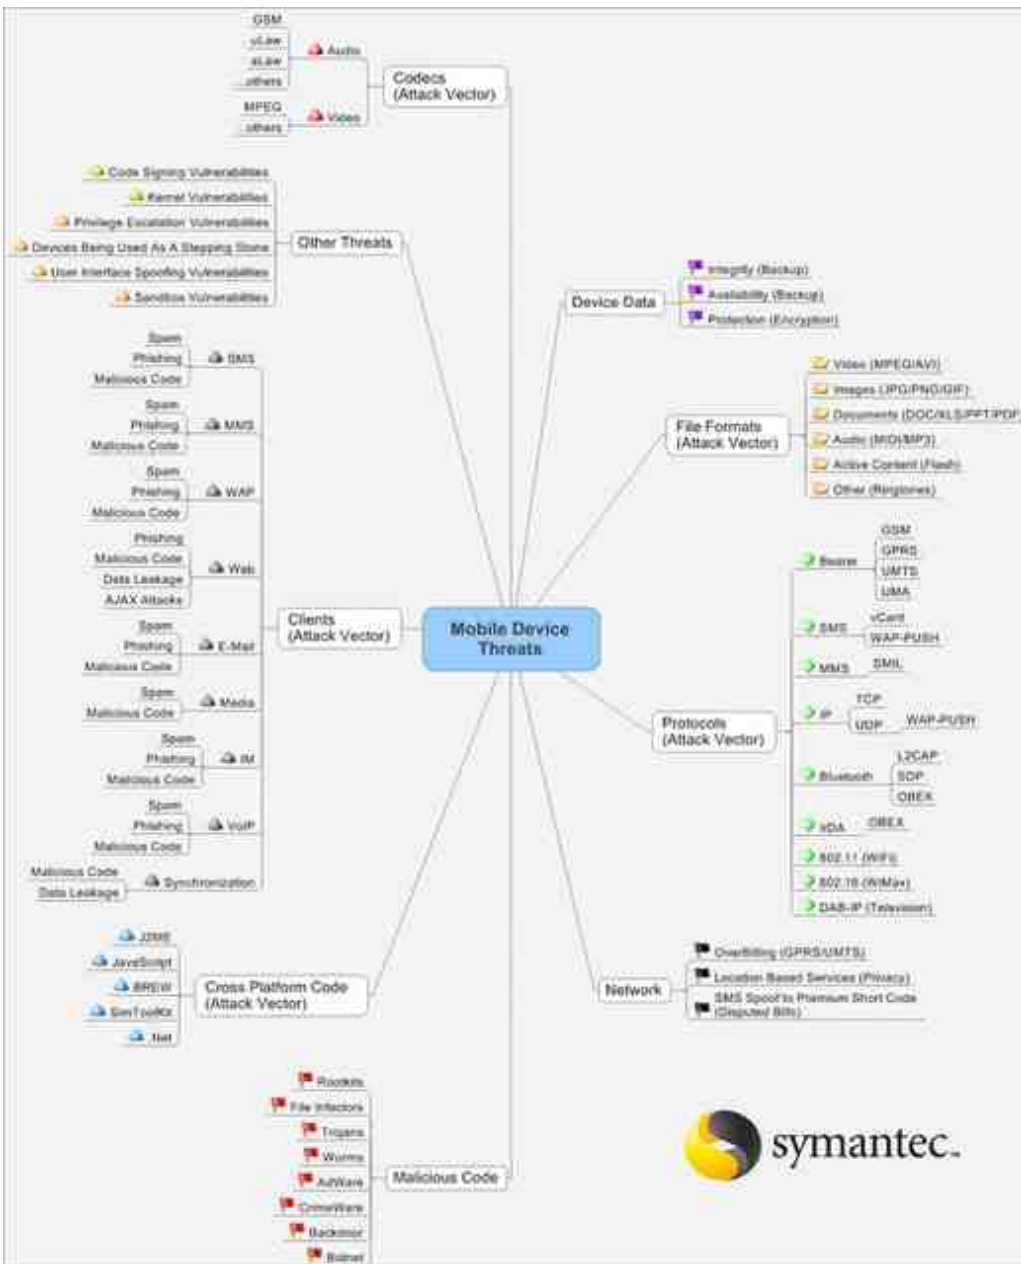 GSM
uLaw
aLaw
others
Audio
MPEG
others
Video
Codecs
(Attack Vector)
Code Signing Vulnerabilities
Kernel Vulnerabilities
Privilege Escalation Vulnerabilities
Devices Being Used As A Stepping Stone
User Interface Spoofing Vulnerabilities
Sandbox Vulnerabilities
Other Threats
Device Data
Integrity (Backup)
Availability (Backup)
Protection (Encryption)
File Formats
(Attack Vector)
Video (MPEG/AVI)
Images (JPG/PNG/GIF)
Documents (DOC/XLS/PPT/PDF
Audio (MIDI/MP3)
Active Content (Flash)
Other (Ringtones)
Spam
Phishing
Malicious Code
SMS
Spam
Phishing
Malicious Code
MMS
Spam
Phishing
Malicious Code
WAP
Phishing
Malicious Code
Data Leakage
AJAX Attacks
Web
Spam
Phishing
Malicious Code
E-Mail
Spam
Malicious Code
Media
Spam
Phishing
Malicious Code
IM
Spam
Phishing
Malicious Code
VoIP
Malicious Code
Data Leakage
Synchronization
Clients
(Attack Vector)
Mobile Device
Threats
Protocols
(Attack Vector)
Bearer
GSM
GPRS
UMTS
UMA
SMS
vCard
WAP-PUSH
MMS
SMIL
IP
TCP
UDP
WAP-PUSH
Bluetooth
L2CAP
SDP
OBEX
IrDA
OBEX
802.11 (WiFi)
802.16 (WiMax)
DAB-IP (Television)
J2ME
JavaScript
BREW
SimToolKit
.Net
Cross Platform Code
(Attack Vector)
Network
OverBilling (GPRS/UMTS)
Location Based Services (Privacy)
SMS Spoof to Premium Short Code
(Disputed Bills)
Rootkits
File Infectors
Trojans
Worms
AdWare
CrimeWare
Backdoor
Botnet
Malicious Code
symantec™